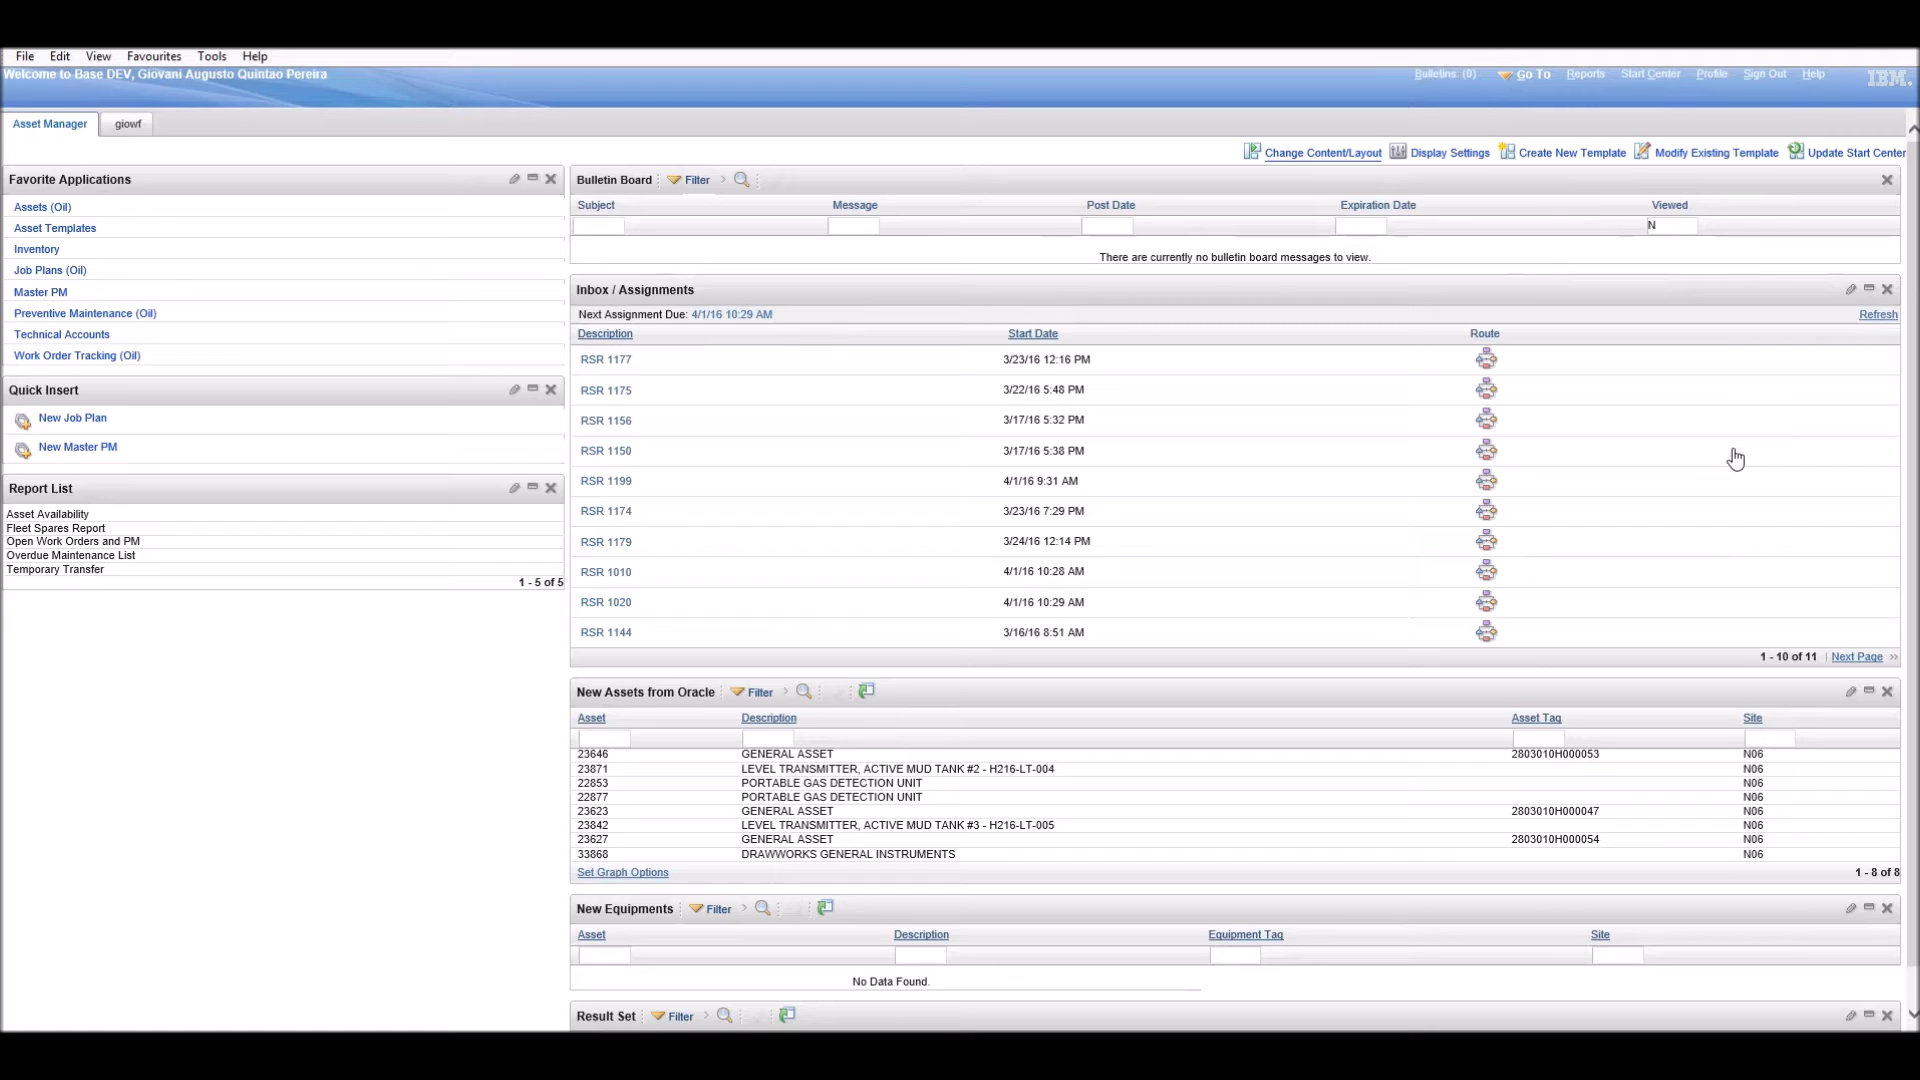 File Edit View Favourites Tools Help
Welcome to Base DEV, Giovani Augusto Quintao Pereira
Bulletins: (0) Go To Reports Start Center Profile Sign Out Help IBM.
Asset Manager giowf
Change Content/Layout Display Settings Create New Template Modify Existing Template Update Start Center
Favorite Applications
Assets (Oil)
Asset Templates
Inventory
Job Plans (Oil)
Master PM
Preventive Maintenance (Oil)
Technical Accounts
Work Order Tracking (Oil)
Quick Insert
New Job Plan
New Master PM
Report List
Asset Availability
Fleet Spares Report
Open Work Orders and PM
Overdue Maintenance List
Temporary Transfer
1 - 5 of 5
Bulletin Board Filter
Subject Message Post Date Expiration Date Viewed
N
There are currently no bulletin board messages to view.
Inbox / Assignments
Next Assignment Due: 4/1/16 10:29 AM Refresh
Description Start Date Route
RSR 1177 3/23/16 12:16 PM
RSR 1175 3/22/16 5:48 PM
RSR 1156 3/17/16 5:32 PM
RSR 1150 3/17/16 5:38 PM
RSR 1199 4/1/16 9:31 AM
RSR 1174 3/23/16 7:29 PM
RSR 1179 3/24/16 12:14 PM
RSR 1010 4/1/16 10:28 AM
RSR 1020 4/1/16 10:29 AM
RSR 1144 3/16/16 8:51 AM
1 - 10 of 11 Next Page
New Assets from Oracle Filter
Asset Description Asset Tag Site
23646 GENERAL ASSET 2803010H000053 N06
23871 LEVEL TRANSMITTER, ACTIVE MUD TANK #2 - H216-LT-004 N06
22853 PORTABLE GAS DETECTION UNIT N06
22877 PORTABLE GAS DETECTION UNIT N06
23623 GENERAL ASSET 2803010H000047 N06
23842 LEVEL TRANSMITTER, ACTIVE MUD TANK #3 - H216-LT-005 N06
23627 GENERAL ASSET 2803010H000054 N06
33868 DRAWWORKS GENERAL INSTRUMENTS N06
Set Graph Options 1 - 8 of 8
New Equipments Filter
Asset Description Equipment Tag Site
No Data Found.
Result Set Filter